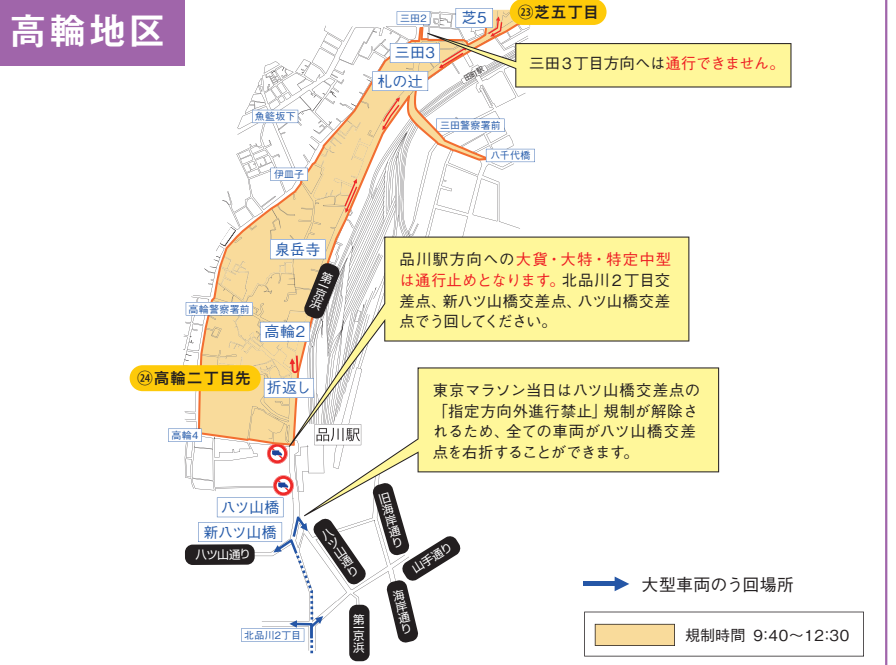 高輪地区
三田2
芝5
㉓芝五丁目
三田3
三田3丁目方向へは通行できません。
札の辻
田町駅
魚籃坂下
三田警察署前
八千代橋
伊皿子
泉岳寺
品川駅方向への大貨・大特・特定中型
は通行止めとなります。北品川2丁目交
差点、新八ツ山橋交差点、八ツ山橋交差
点でう回してください。
第一京浜
高輪警察署前
高輪2
㉔高輪二丁目先
折返し
東京マラソン当日は八ツ山橋交差点の
「指定方向外進行禁止」規制が解除さ
れるため、全ての車両が八ツ山橋交差
点を右折することができます。
高輪4
品川駅
八ツ山橋
新八ツ山橋
八ツ山通り
八ツ山通り
旧海岸通り
山手通り
海岸通り
第一京浜
北品川2丁目
大型車両のう回場所
規制時間 9:40〜12:30